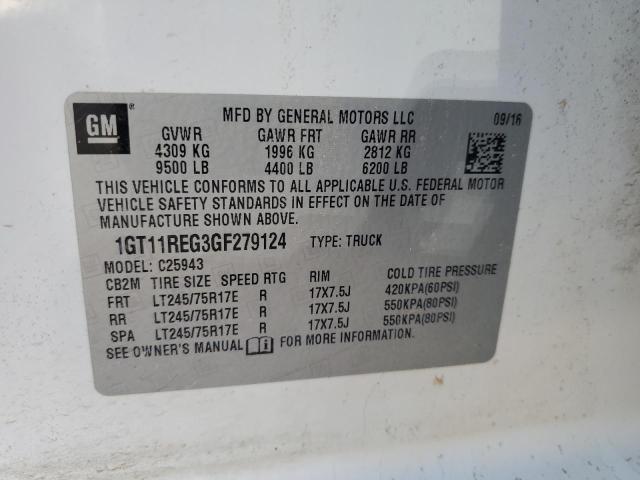 GM
MFD BY GENERAL MOTORS LLC 09/16
GVWR GAWR FRT GAWR RR
4309 KG 1996 KG 2812 KG
9500 LB 4400 LB 6200 LB
THIS VEHICLE CONFORMS TO ALL APPLICABLE U.S. FEDERAL MOTOR
VEHICLE SAFETY STANDARDS IN EFFECT ON THE DATE OF
MANUFACTURE SHOWN ABOVE.
1GT11REG3GF279124 TYPE: TRUCK
MODEL: C25943
CB2M TIRE SIZE SPEED RTG RIM COLD TIRE PRESSURE
FRT LT245/75R17E R 17X7.5J 420KPA(60PSI)
RR LT245/75R17E R 17X7.5J 550KPA(80PSI)
SPA LT245/75R17E R 17X7.5J 550KPA(80PSI)
SEE OWNER'S MANUAL FOR MORE INFORMATION.